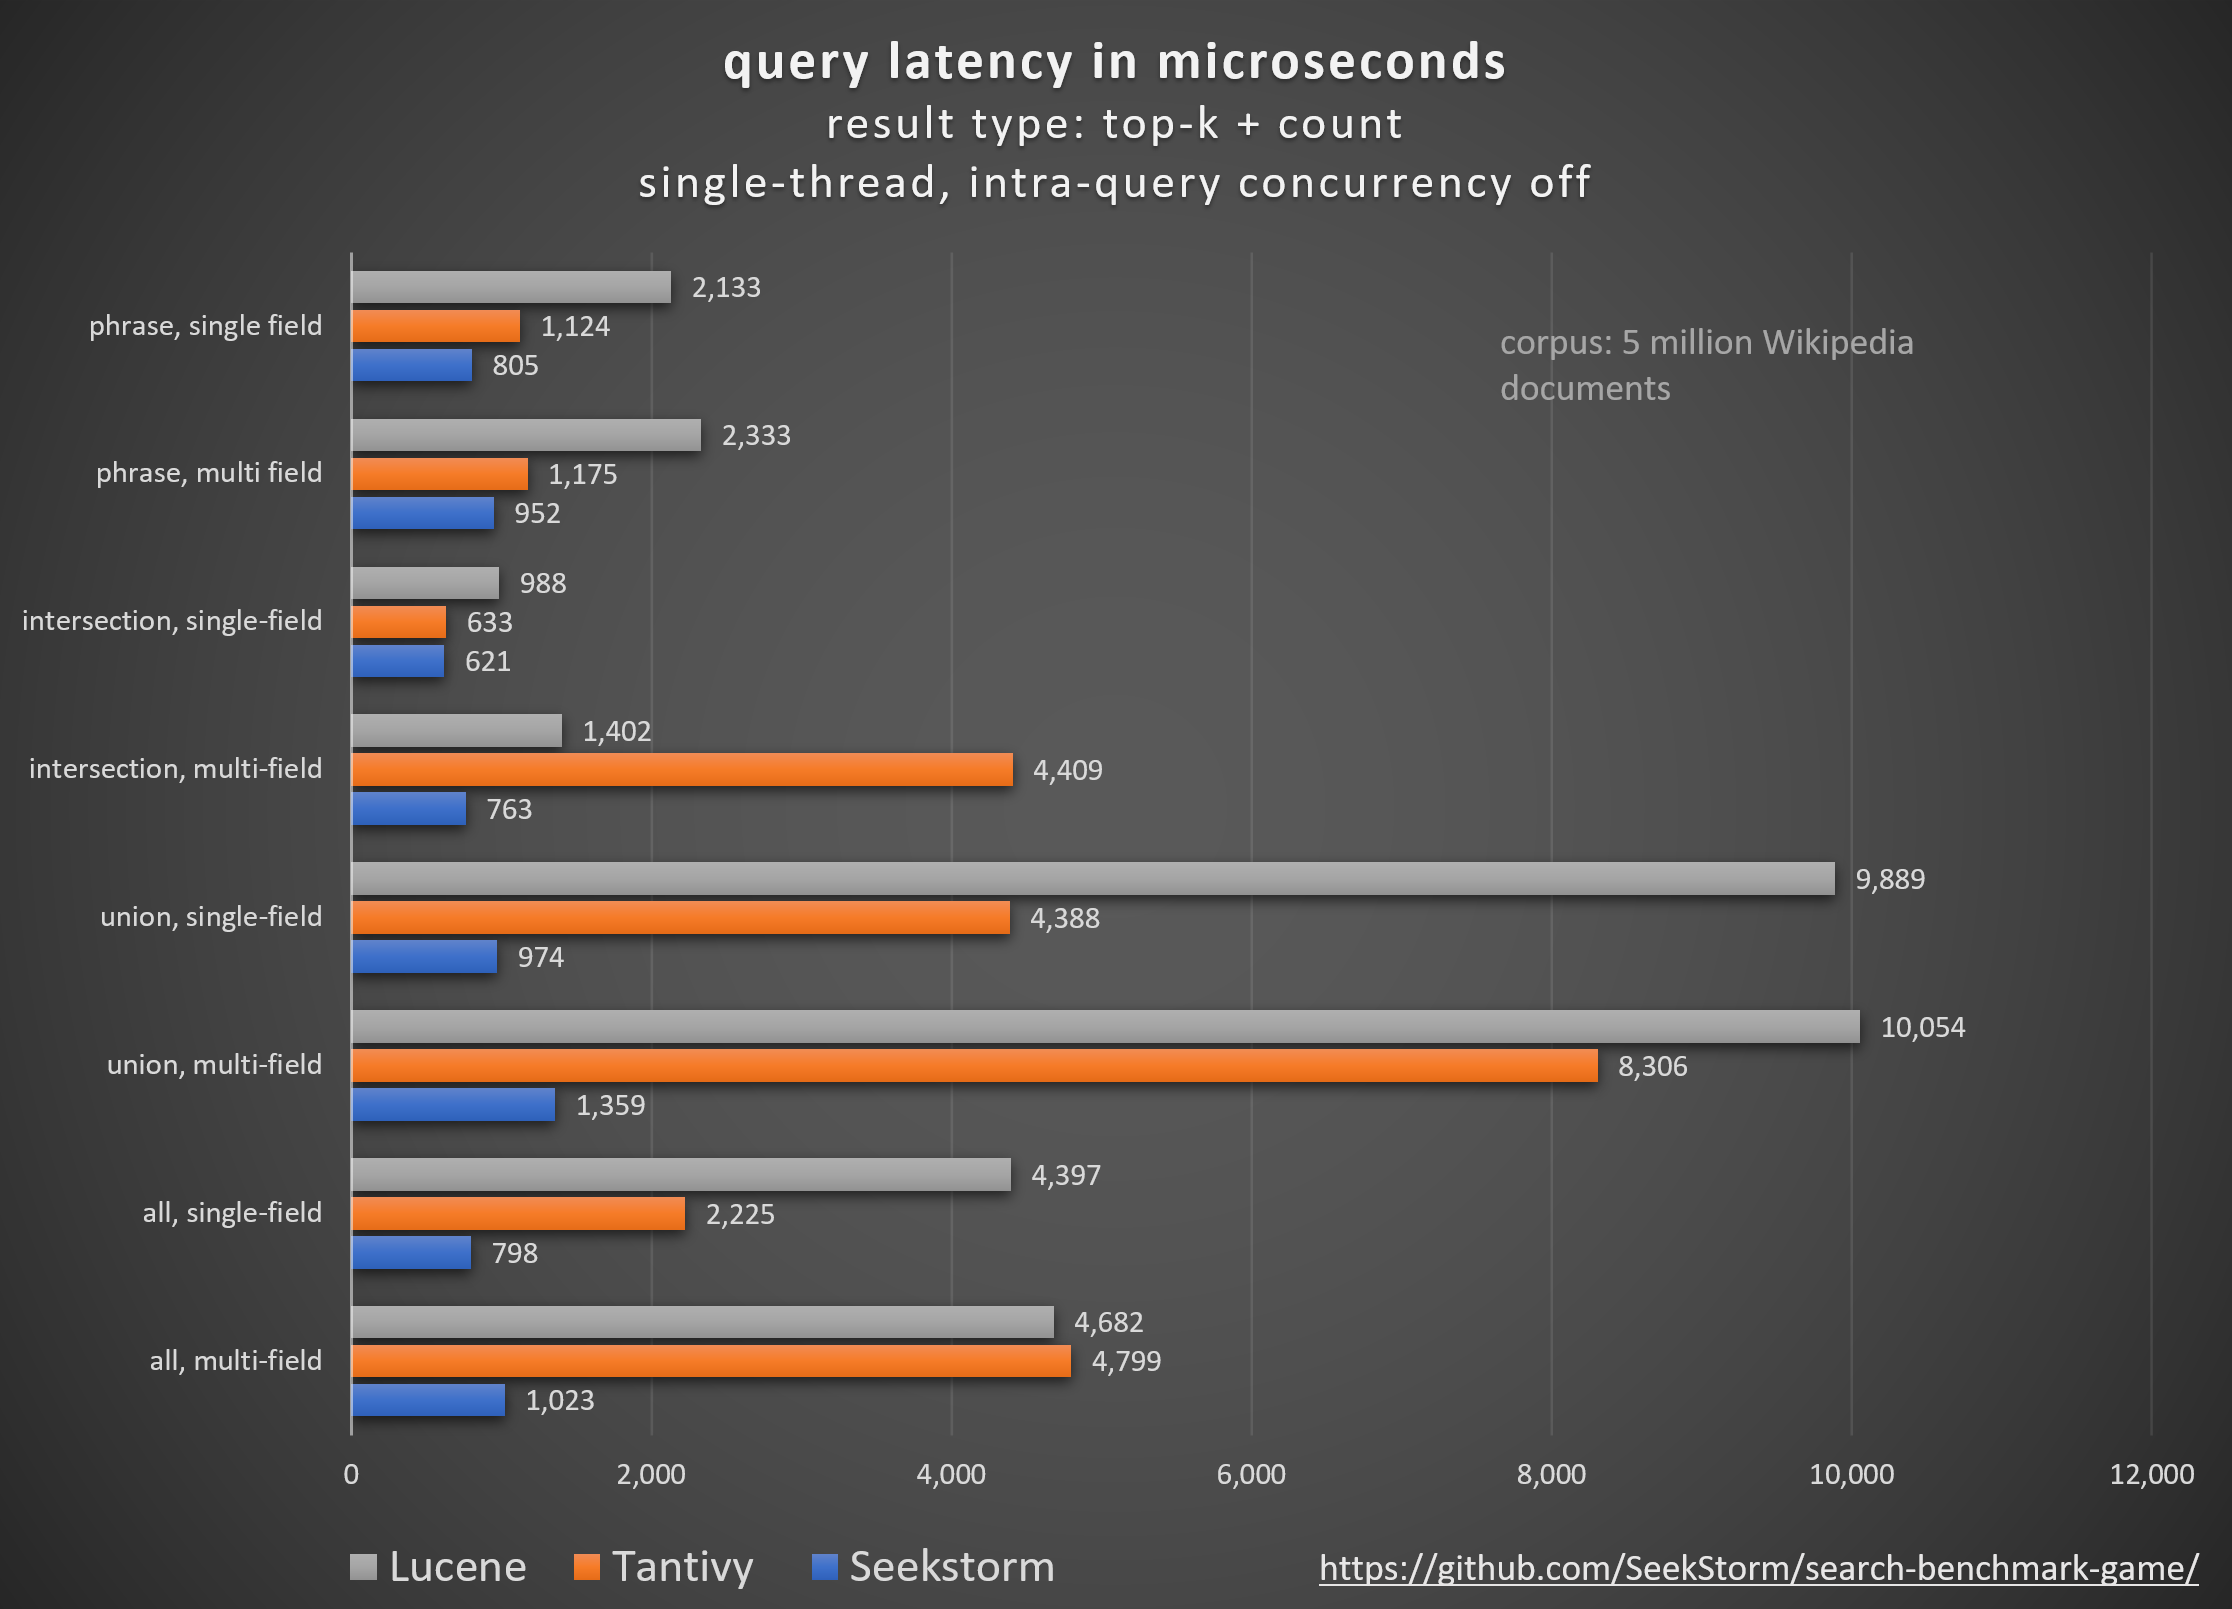 query latency in microseconds
result type: top-k + count
single-thread, intra-query concurrency off
corpus: 5 million Wikipedia
documents
phrase, single field
2,133
1,124
805
phrase, multi field
2,333
1,175
952
intersection, single-field
988
633
621
intersection, multi-field
1,402
4,409
763
union, single-field
9,889
4,388
974
union, multi-field
10,054
8,306
1,359
all, single-field
4,397
2,225
798
all, multi-field
4,682
4,799
1,023
0 2,000 4,000 6,000 8,000 10,000 12,000
Lucene Tantivy Seekstorm
https://github.com/SeekStorm/search-benchmark-game/